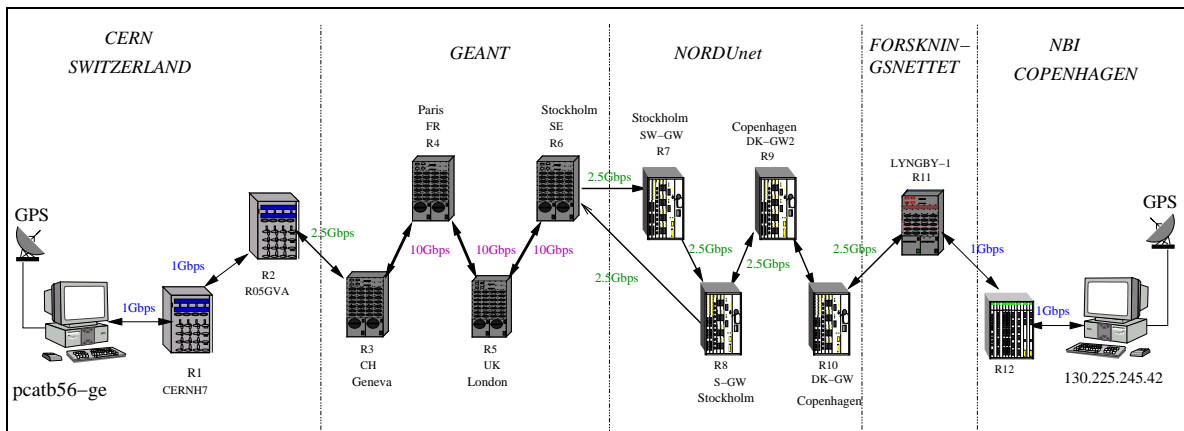 CERN
SWITZERLAND
GEANT
NORDUnet
FORSKNIN–
GSNETTET
NBI
COPENHAGEN
GPS
pcatb56–ge
1Gbps
R1
CERNH7
1Gbps
R2
R05GVA
2.5Gbps
R3
CH
Geneva
10Gbps
Paris
FR
R4
10Gbps
R5
UK
London
10Gbps
Stockholm
SE
R6
2.5Gbps
2.5Gbps
Stockholm
SW–GW
R7
2.5Gbps
R8
S–GW
Stockholm
2.5Gbps
Copenhagen
DK–GW2
R9
R10
DK–GW
Copenhagen
2.5Gbps
LYNGBY–1
R11
1Gbps
R12
1Gbps
GPS
130.225.245.42